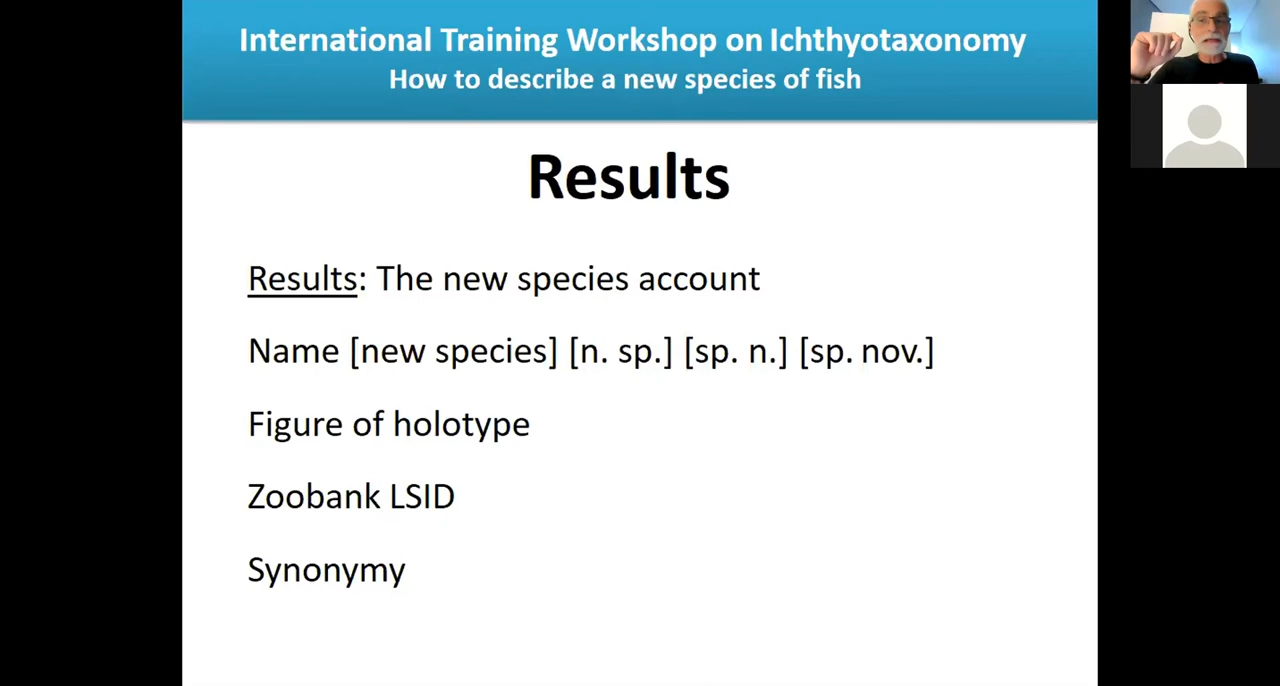 International Training Workshop on Ichthyotaxonomy
How to describe a new species of fish
Results
Results: The new species account
Name [new species] [n. sp.] [sp. n.] [sp. nov.]
Figure of holotype
Zoobank LSID
Synonymy